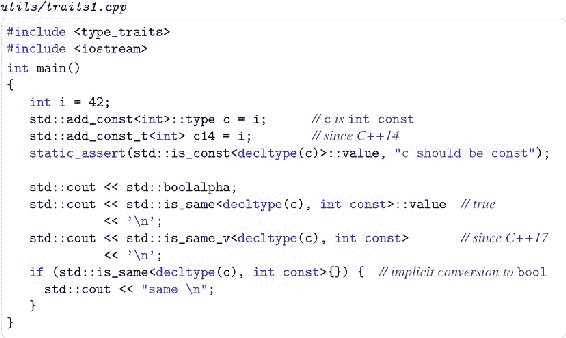 utils/traits1.cpp
#include <type_traits>
#include <iostream>
int main()
{
int i = 42;
std::add_const<int>::type c = i; // c is int const
std::add_const_t<int> c14 = i; // since C++14
static_assert(std::is_const<decltype(c)>::value, "c should be const");
std::cout << std::boolalpha;
std::cout << std::is_same<decltype(c), int const>::value // true
<< '\n';
std::cout << std::is_same_v<decltype(c), int const> // since C++17
<< '\n';
if (std::is_same<decltype(c), int const>{}) { // implicit conversion to bool
std::cout << "same \n";
}
}